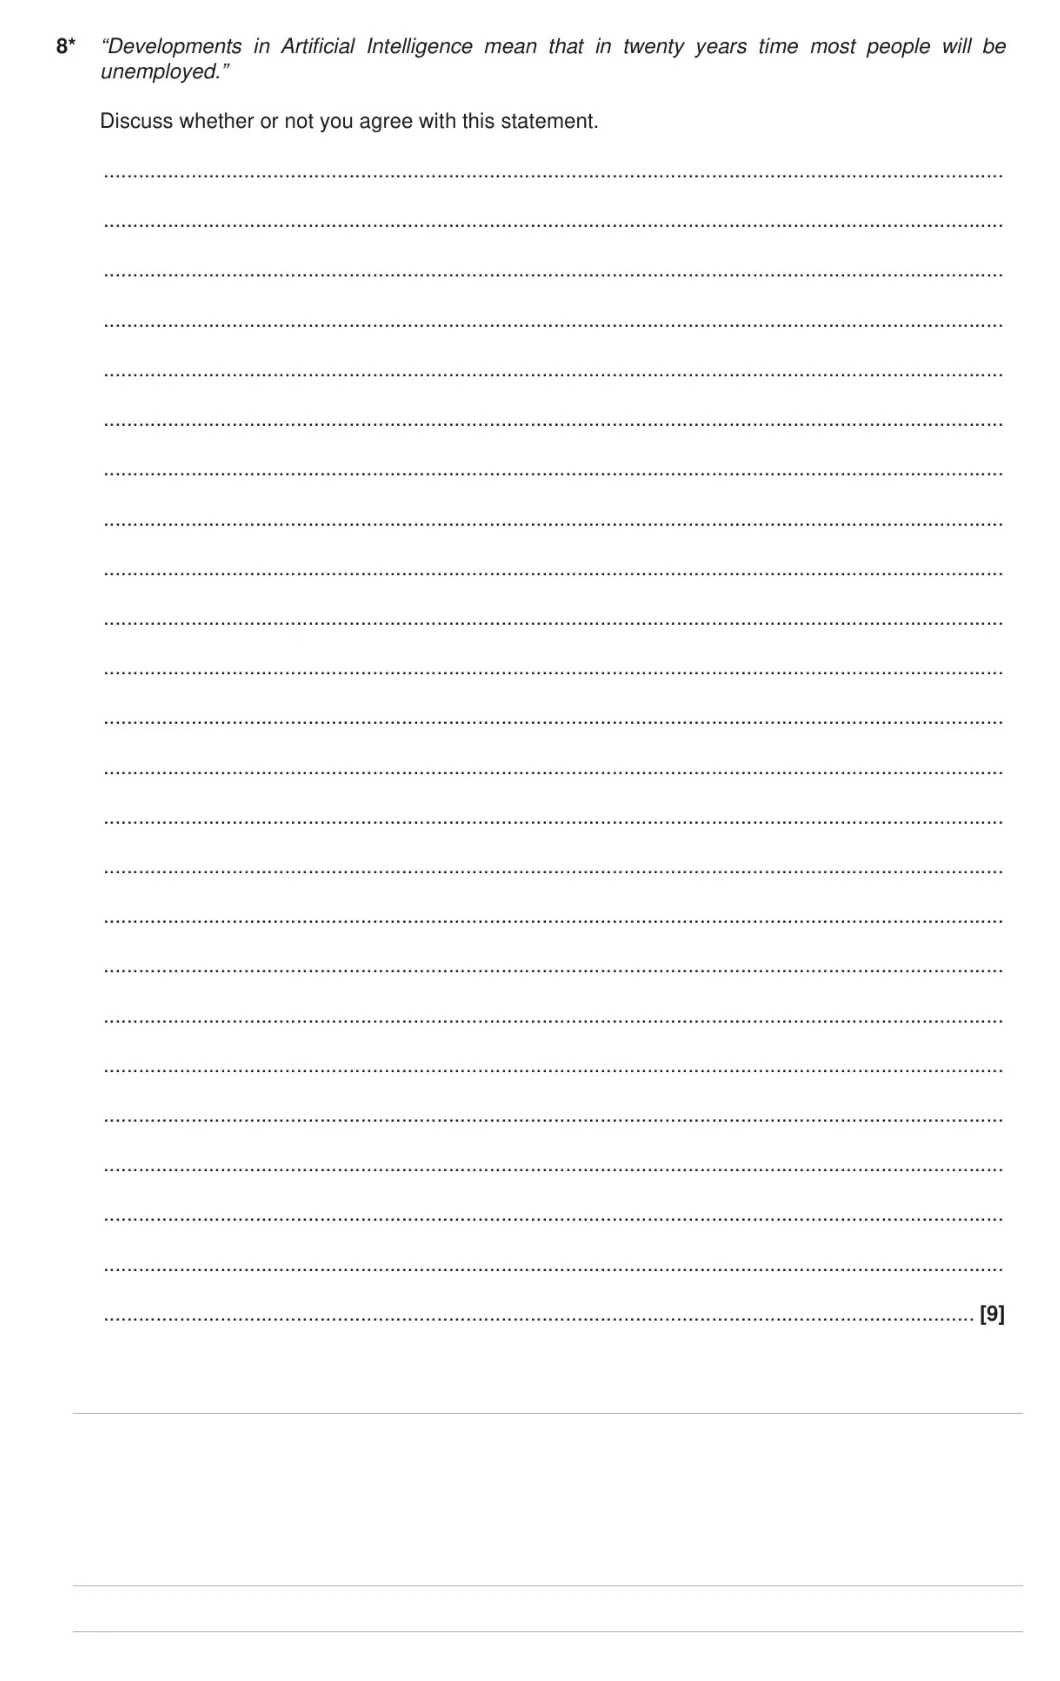 8* “Developments in Artificial Intelligence mean that in twenty years time most people will be
unemployed.”
Discuss whether or not you agree with this statement.
[9]